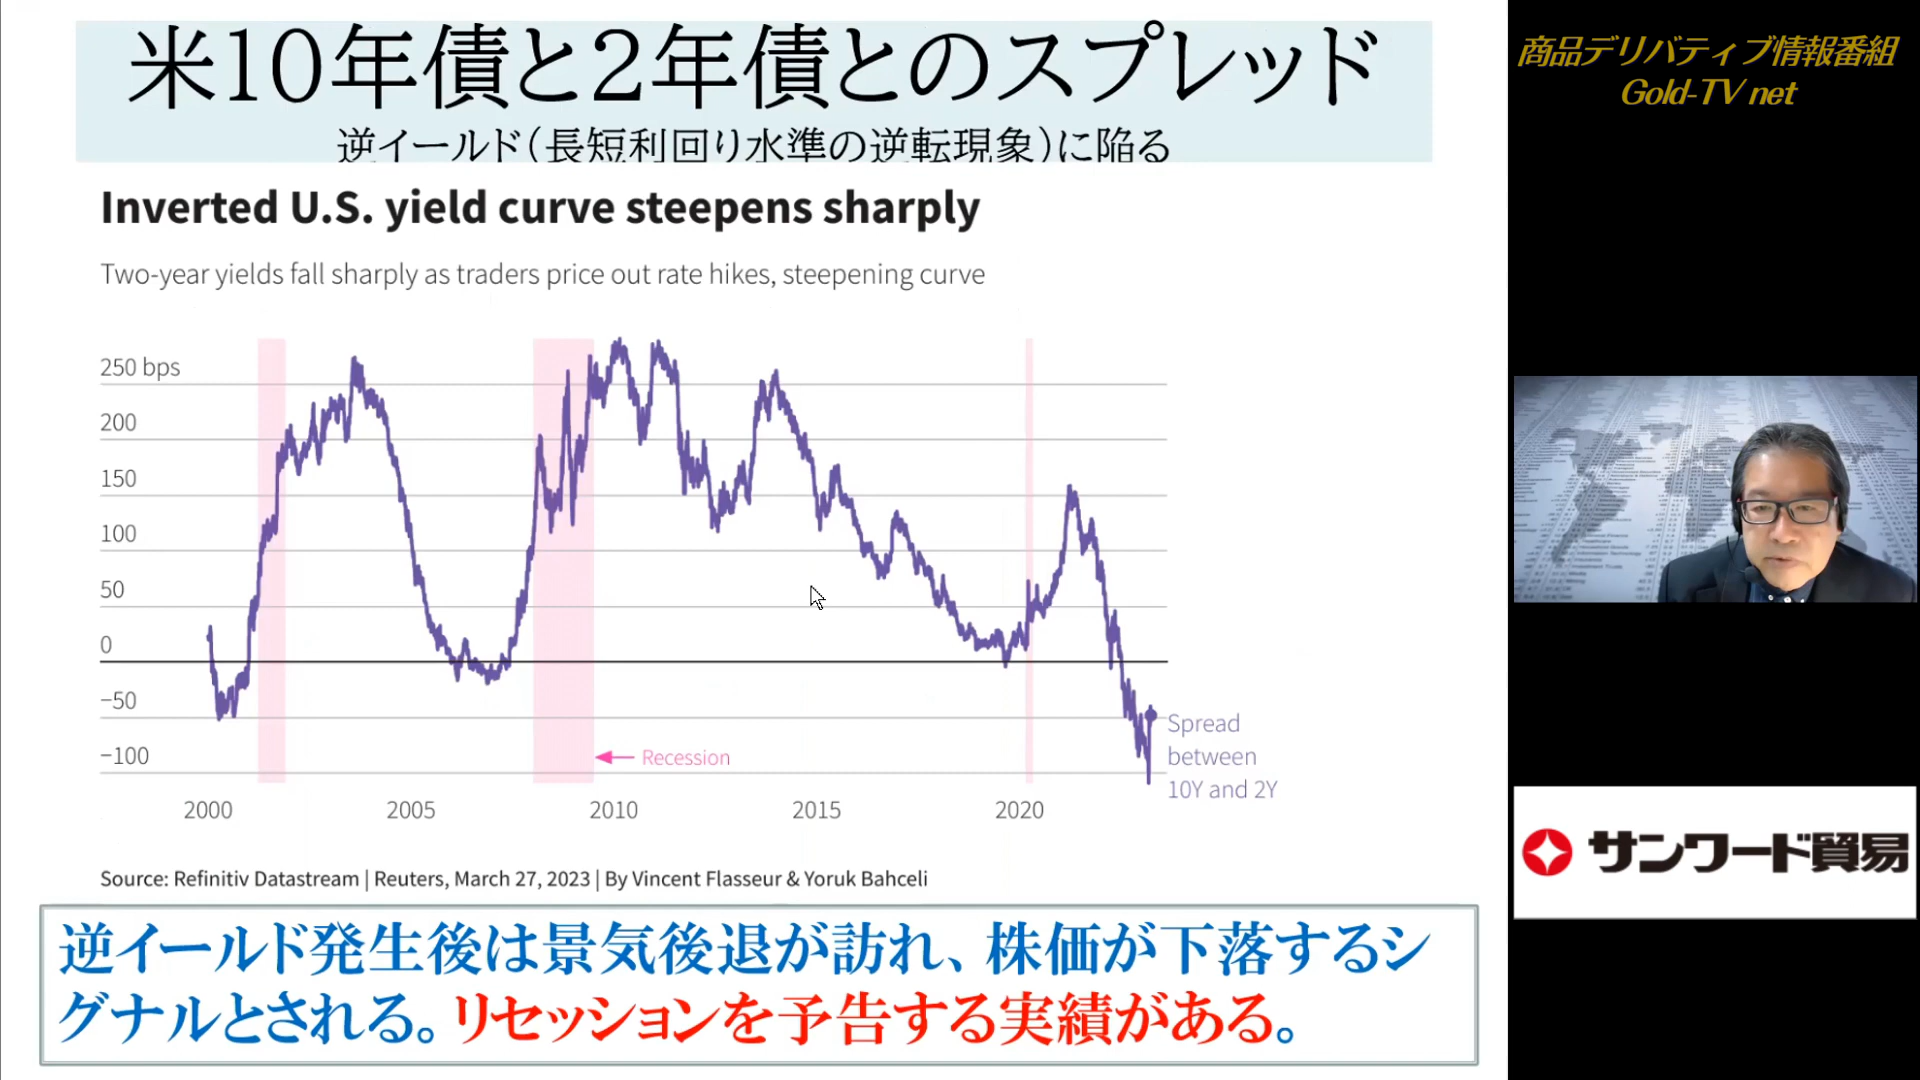 米10年債と2年債とのスプレッド
逆イールド（長短利回り水準の逆転現象）に陥る
Inverted U.S. yield curve steepens sharply
Two-year yields fall sharply as traders price out rate hikes, steepening curve
250 bps
200
150
100
50
0
−50
−100
Recession
Spread
between
10Y and 2Y
2000
2005
2010
2015
2020
Source: Refinitiv Datastream | Reuters, March 27, 2023 | By Vincent Flasseur & Yoruk Bahceli
逆イールド発生後は景気後退が訪れ、株価が下落するシ
グナルとされる。リセッションを予告する実績がある。
商品デリバティブ情報番組
Gold-TV net
サンワード貿易